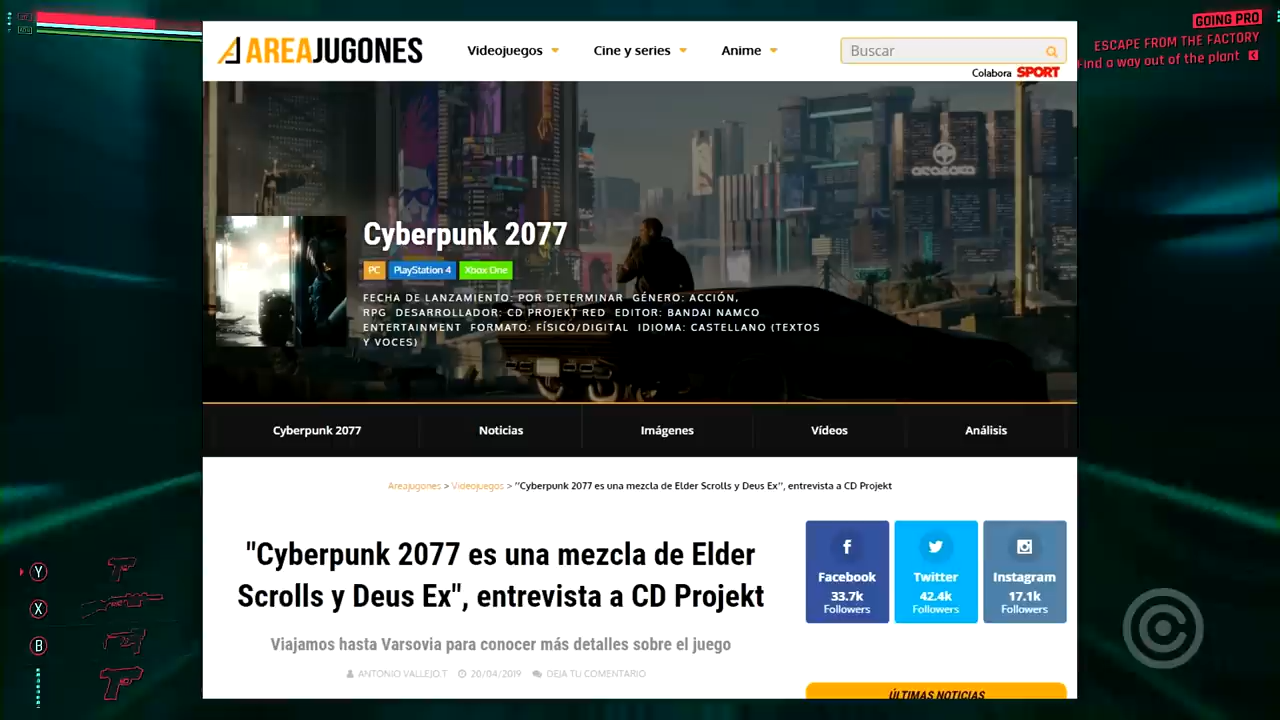 GOING PRO
ESCAPE FROM THE FACTORY
Find a way out of the plant
AREAJUGONES
Videojuegos
Cine y series
Anime
Buscar
Colabora SPORT
arasaka
Cyberpunk 2077
PC
PlayStation 4
Xbox One
FECHA DE LANZAMIENTO: POR DETERMINAR GÉNERO: ACCIÓN,
RPG DESARROLLADOR: CD PROJEKT RED EDITOR: BANDAI NAMCO
ENTERTAINMENT FORMATO: FÍSICO/DIGITAL IDIOMA: CASTELLANO (TEXTOS
Y VOCES)
Cyberpunk 2077
Noticias
Imágenes
Vídeos
Análisis
Areajugones > Videojuegos > "Cyberpunk 2077 es una mezcla de Elder Scrolls y Deus Ex", entrevista a CD Projekt
"Cyberpunk 2077 es una mezcla de Elder
Scrolls y Deus Ex", entrevista a CD Projekt
Viajamos hasta Varsovia para conocer más detalles sobre el juego
ANTONIO VALLEJO.T 20/04/2019 DEJA TU COMENTARIO
Facebook
33.7k
Followers
Twitter
42.4k
Followers
Instagram
17.1k
Followers
ÚLTIMAS NOTICIAS
Y
X
B